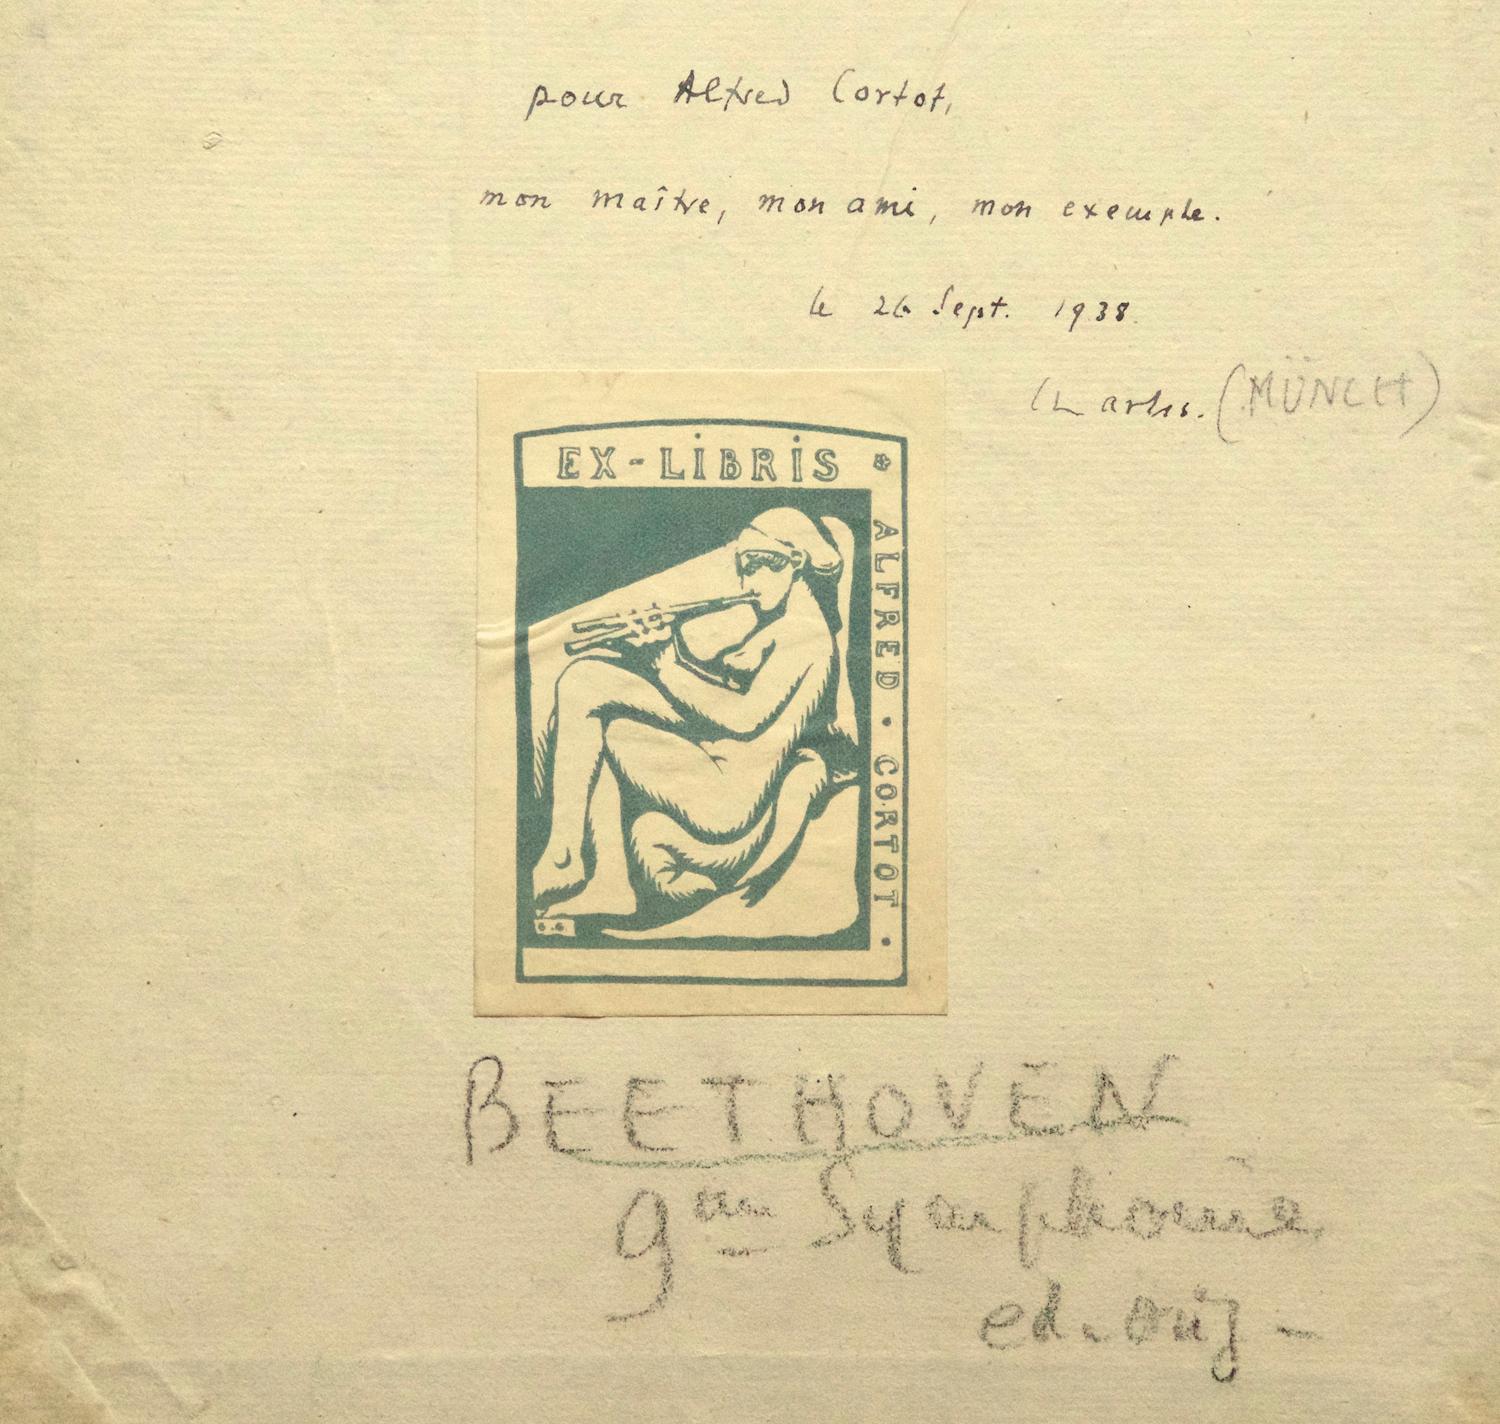 pour Alfred Cortot,
mon maître, mon ami, mon exemple.
le 26 Sept. 1938.
Charles. (MÜNCH)
EX-LIBRIS
ALFRED · CORTOT ·
BEETHOVEN
9me Symphonie
ed. orig -